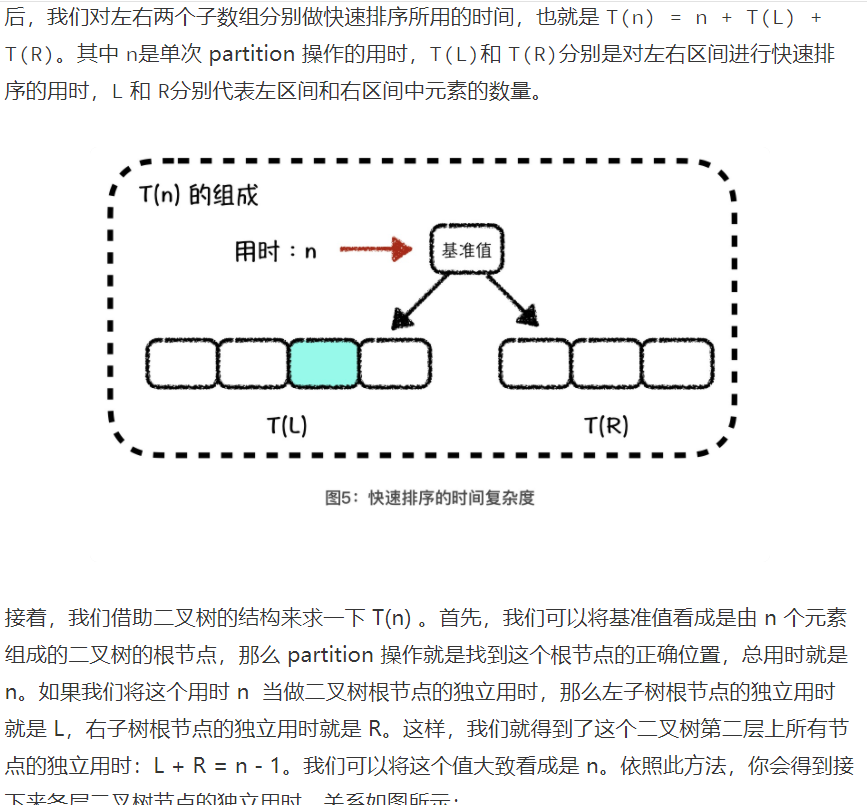 后，我们对左右两个子数组分别做快速排序所用的时间，也就是 T(n) = n + T(L) +
T(R)。其中 n是单次 partition 操作的用时，T(L)和 T(R)分别是对左右区间进行快速排
序的用时，L 和 R分别代表左区间和右区间中元素的数量。
T(n) 的组成
用时：n
基准值
T(L)
T(R)
图5：快速排序的时间复杂度
接着，我们借助二叉树的结构来求一下 T(n) 。首先，我们可以将基准值看成是由 n 个元素
组成的二叉树的根节点，那么 partition 操作就是找到这个根节点的正确位置，总用时就是
n。如果我们将这个用时 n 当做二叉树根节点的独立用时，那么左子树根节点的独立用时
就是 L，右子树根节点的独立用时就是 R。这样，我们就得到了这个二叉树第二层上所有节
点的独立用时：L + R = n - 1。我们可以将这个值大致看成是 n。依照此方法，你会得到接
下来各层二叉树节点的独立用时，关系如图所示：